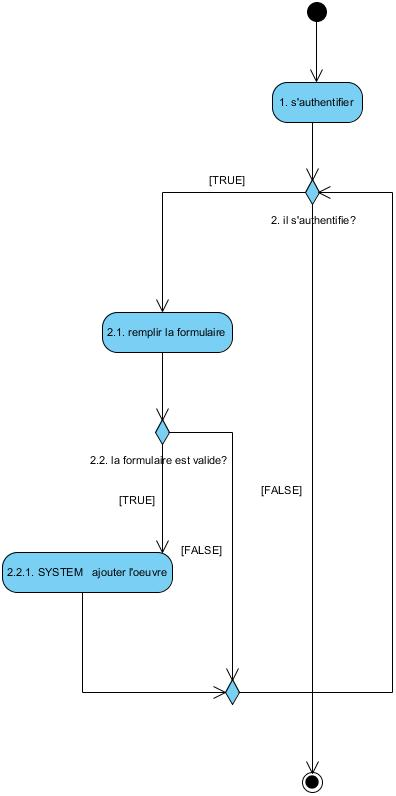 1. s'authentifier
[TRUE]
2. il s'authentifie?
2.1. remplir la formulaire
2.2. la formulaire est valide?
[TRUE]
[FALSE]
[FALSE]
2.2.1. SYSTEM ajouter l'oeuvre